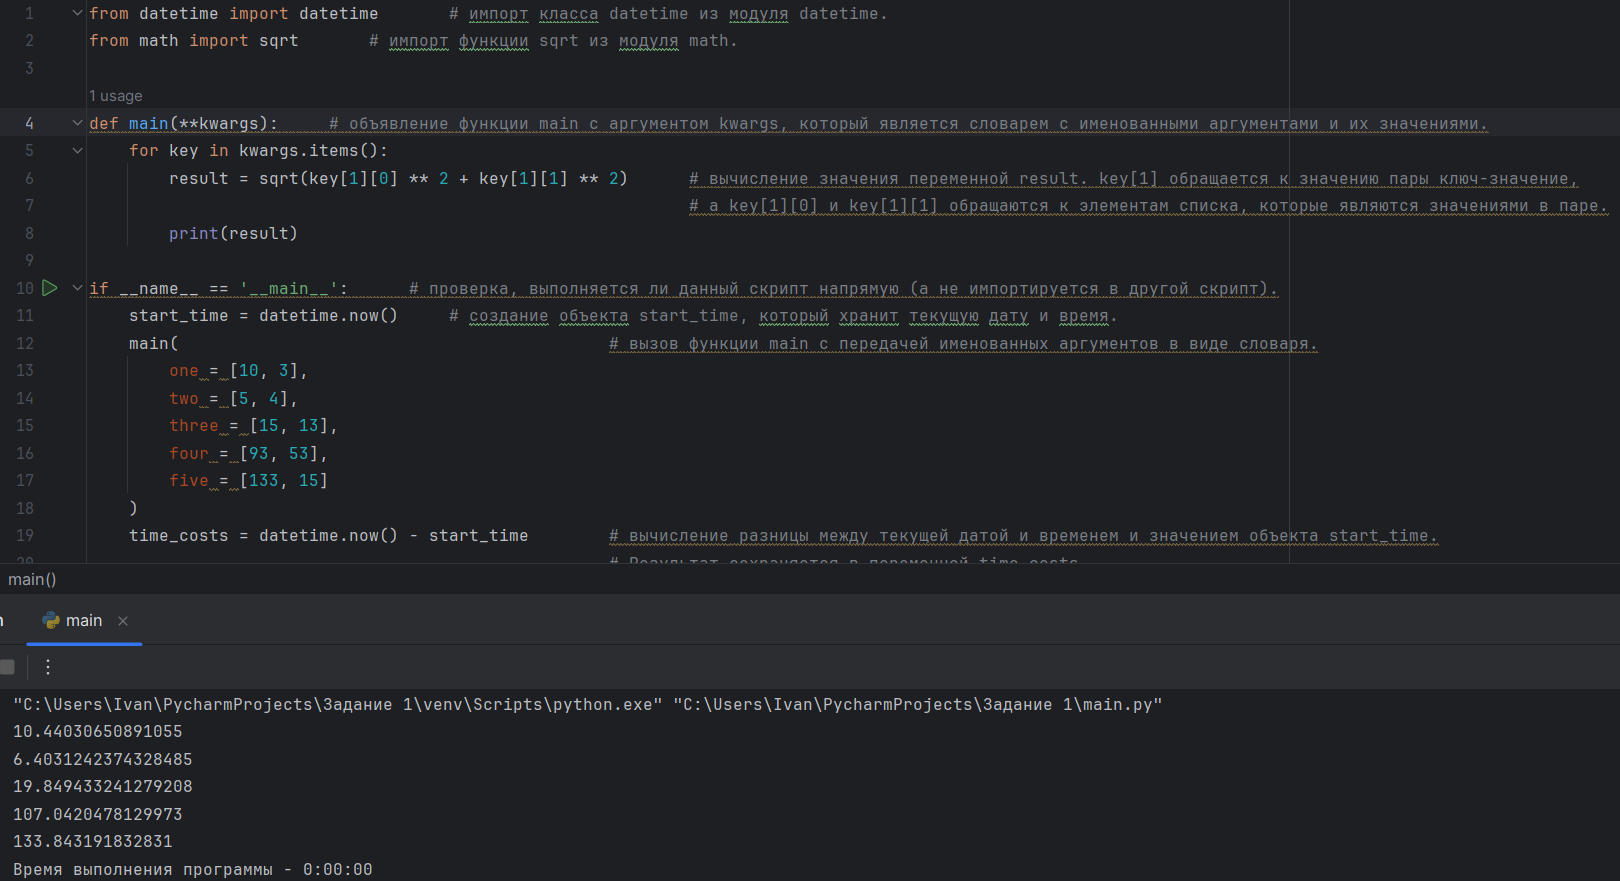 1 from datetime import datetime # импорт класса datetime из модуля datetime.
2 from math import sqrt # импорт функции sqrt из модуля math.
3
1 usage
4 def main(**kwargs): # объявление функции main с аргументом kwargs, который является словарем с именованными аргументами и их значениями.
5 for key in kwargs.items():
6 result = sqrt(key[1][0] ** 2 + key[1][1] ** 2) # вычисление значения переменной result. key[1] обращается к значению пары ключ-значение,
7 # а key[1][0] и key[1][1] обращаются к элементам списка, которые являются значениями в паре.
8 print(result)
9
10 if __name__ == '__main__': # проверка, выполняется ли данный скрипт напрямую (а не импортируется в другой скрипт).
11 start_time = datetime.now() # создание объекта start_time, который хранит текущую дату и время.
12 main( # вызов функции main с передачей именованных аргументов в виде словаря.
13 one = [10, 3],
14 two = [5, 4],
15 three = [15, 13],
16 four = [93, 53],
17 five = [133, 15]
18 )
19 time_costs = datetime.now() - start_time # вычисление разницы между текущей датой и временем и значением объекта start_time.
20 # Результат сохраняется в переменной time_costs
main()
main
"C:\Users\Ivan\PycharmProjects\Задание 1\venv\Scripts\python.exe" "C:\Users\Ivan\PycharmProjects\Задание 1\main.py"
10.44030650891055
6.4031242374328485
19.849433241279208
107.0420478129973
133.843191832831
Время выполнения программы - 0:00:00